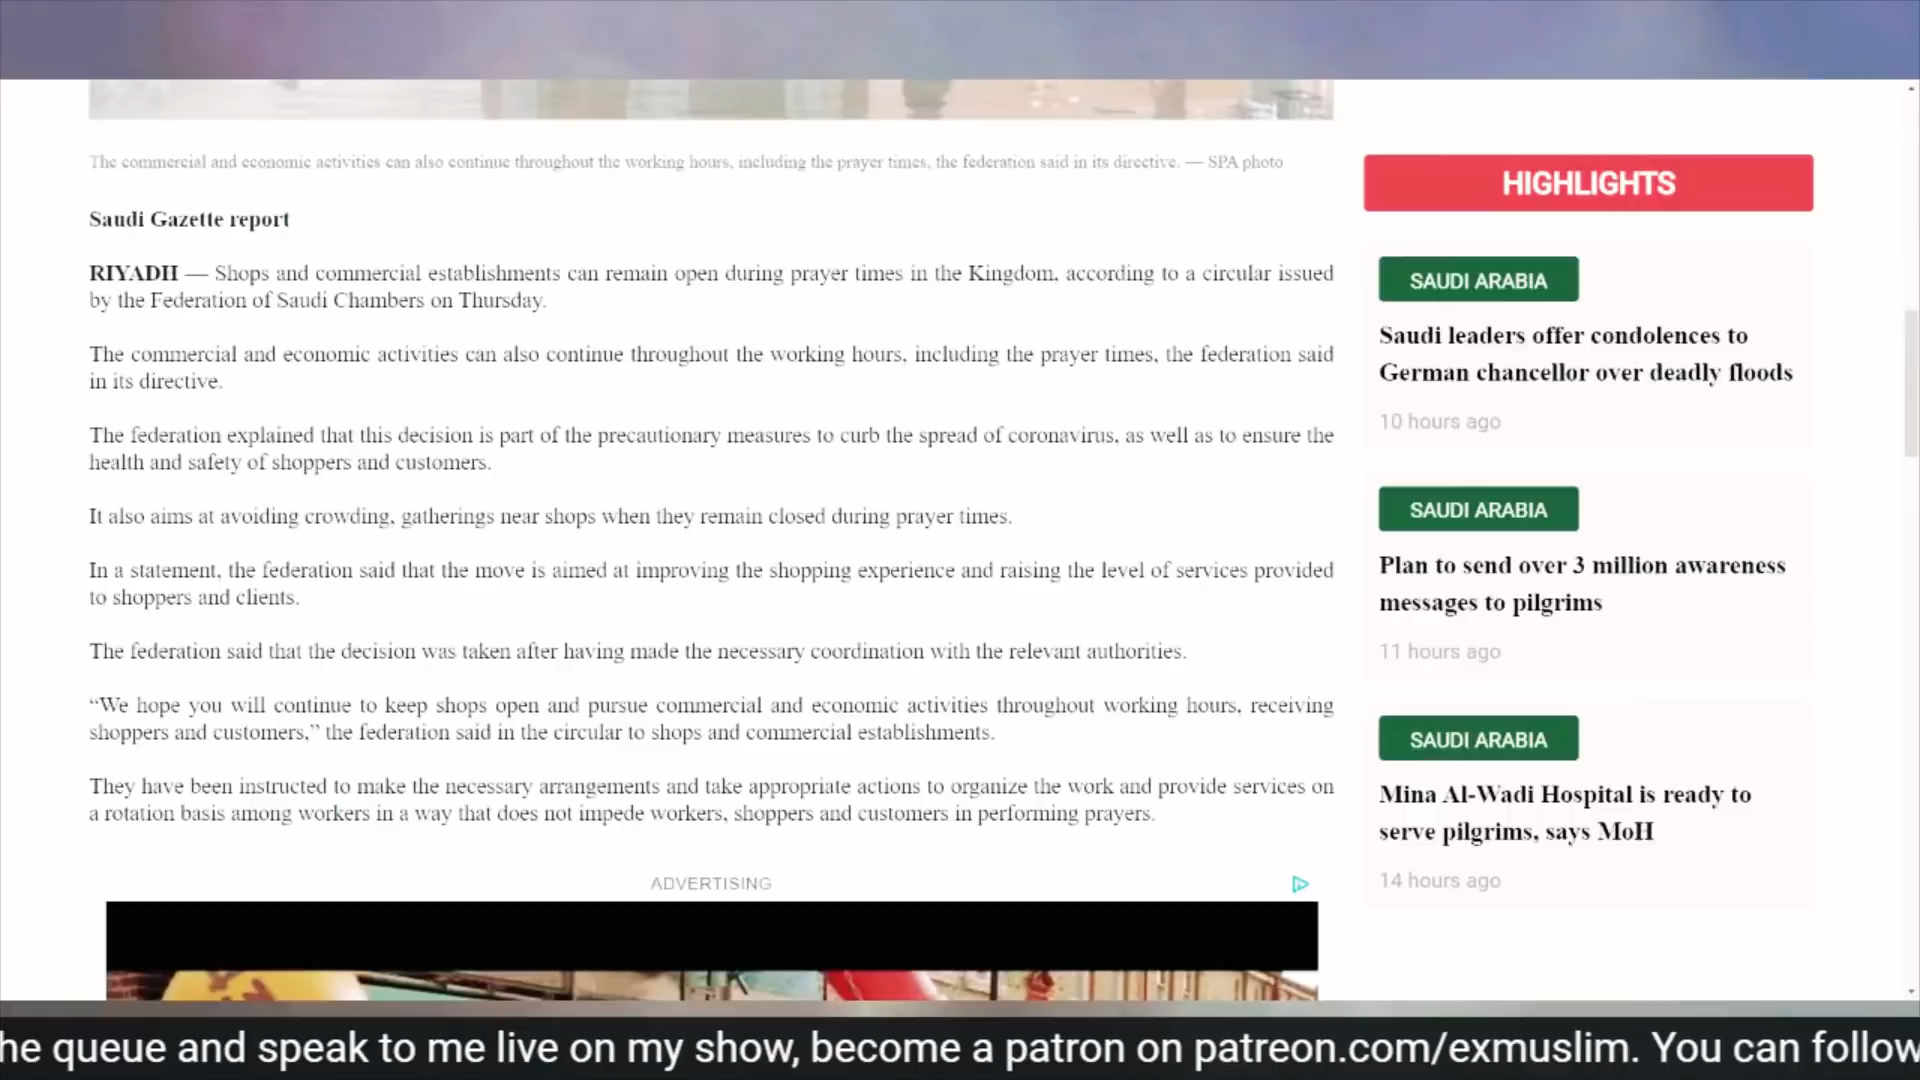 The commercial and economic activities can also continue throughout the working hours, including the prayer times, the federation said in its directive. — SPA photo
Saudi Gazette report
RIYADH — Shops and commercial establishments can remain open during prayer times in the Kingdom, according to a circular issued
by the Federation of Saudi Chambers on Thursday.
The commercial and economic activities can also continue throughout the working hours, including the prayer times, the federation said
in its directive.
The federation explained that this decision is part of the precautionary measures to curb the spread of coronavirus, as well as to ensure the
health and safety of shoppers and customers.
It also aims at avoiding crowding, gatherings near shops when they remain closed during prayer times.
In a statement, the federation said that the move is aimed at improving the shopping experience and raising the level of services provided
to shoppers and clients.
The federation said that the decision was taken after having made the necessary coordination with the relevant authorities.
“We hope you will continue to keep shops open and pursue commercial and economic activities throughout working hours, receiving
shoppers and customers,” the federation said in the circular to shops and commercial establishments.
They have been instructed to make the necessary arrangements and take appropriate actions to organize the work and provide services on
a rotation basis among workers in a way that does not impede workers, shoppers and customers in performing prayers.
ADVERTISING
HIGHLIGHTS
SAUDI ARABIA
Saudi leaders offer condolences to
German chancellor over deadly floods
10 hours ago
SAUDI ARABIA
Plan to send over 3 million awareness
messages to pilgrims
11 hours ago
SAUDI ARABIA
Mina Al-Wadi Hospital is ready to
serve pilgrims, says MoH
14 hours ago
he queue and speak to me live on my show, become a patron on patreon.com/exmuslim. You can follow